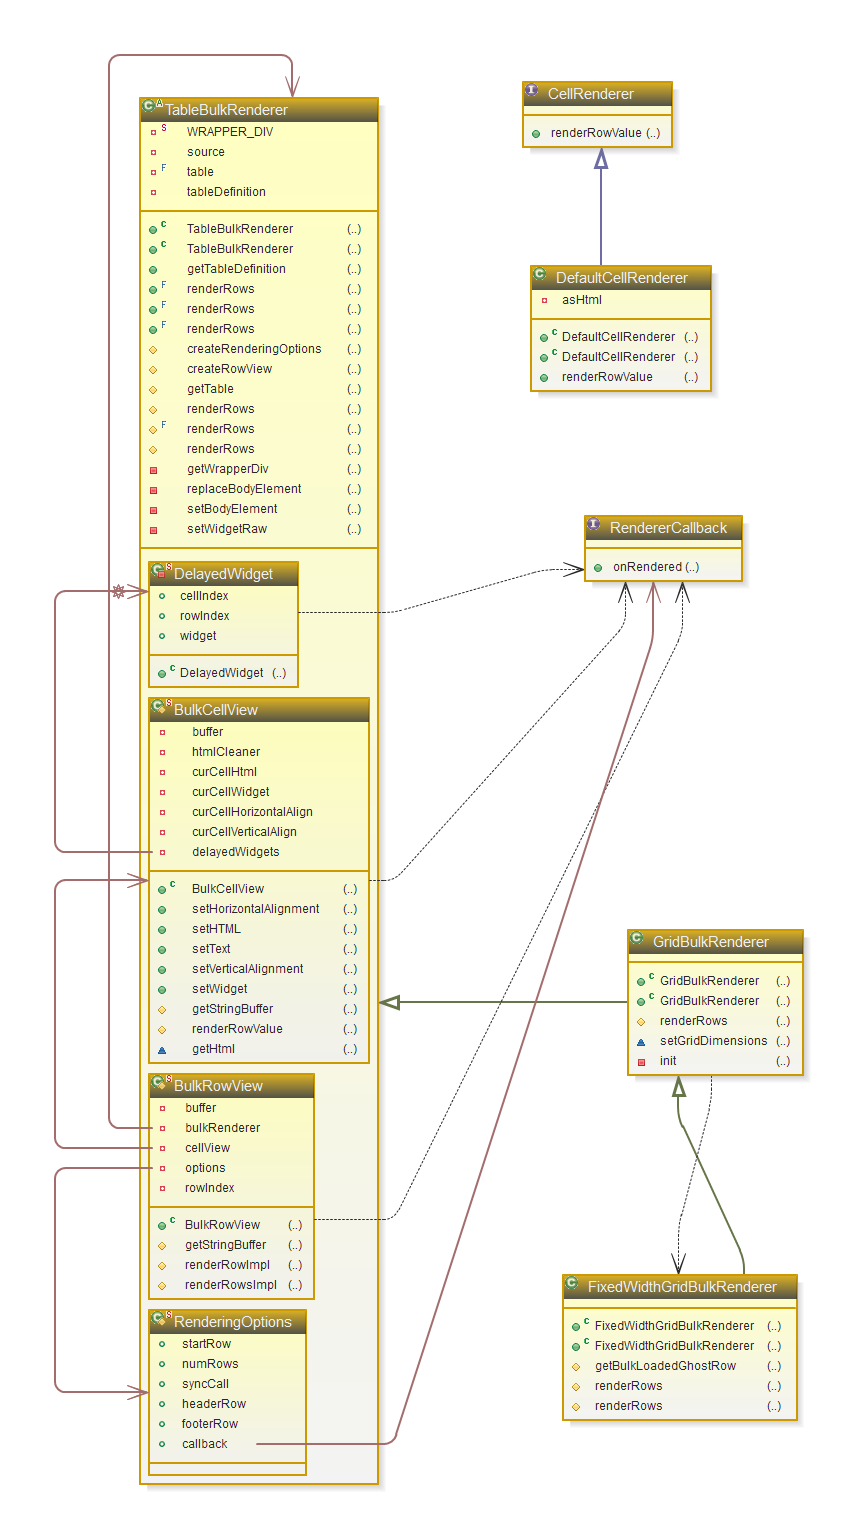 TableBulkRenderer
WRAPPER_DIV
source
table
tableDefinition
TableBulkRenderer (..)
TableBulkRenderer (..)
getTableDefinition (..)
renderRows (..)
renderRows (..)
renderRows (..)
createRenderingOptions (..)
createRowView (..)
getTable (..)
renderRows (..)
renderRows (..)
renderRows (..)
getWrapperDiv (..)
replaceBodyElement (..)
setBodyElement (..)
setWidgetRaw (..)
DelayedWidget
cellIndex
rowIndex
widget
DelayedWidget (..)
BulkCellView
buffer
htmlCleaner
curCellHtml
curCellWidget
curCellHorizontalAlign
curCellVerticalAlign
delayedWidgets
BulkCellView (..)
setHorizontalAlignment (..)
setHTML (..)
setText (..)
setVerticalAlignment (..)
setWidget (..)
getStringBuffer (..)
renderRowValue (..)
getHtml (..)
BulkRowView
buffer
bulkRenderer
cellView
options
rowIndex
BulkRowView (..)
getStringBuffer (..)
renderRowImpl (..)
renderRowsImpl (..)
RenderingOptions
startRow
numRows
syncCall
headerRow
footerRow
callback
CellRenderer
renderRowValue (..)
DefaultCellRenderer
asHtml
DefaultCellRenderer (..)
DefaultCellRenderer (..)
renderRowValue (..)
RendererCallback
onRendered (..)
GridBulkRenderer
GridBulkRenderer (..)
GridBulkRenderer (..)
renderRows (..)
setGridDimensions (..)
init (..)
FixedWidthGridBulkRenderer
FixedWidthGridBulkRenderer (..)
FixedWidthGridBulkRenderer (..)
getBulkLoadedGhostRow (..)
renderRows (..)
renderRows (..)